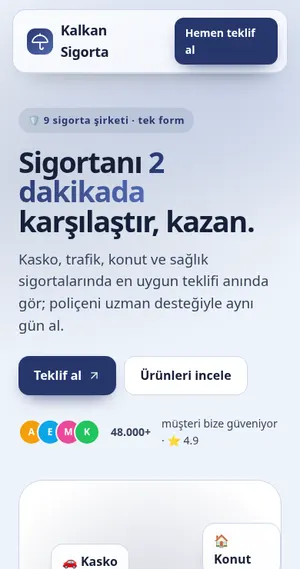 Kalkan
Sigorta
Hemen teklif
al
🛡️ 9 sigorta şirketi · tek form
Sigortanı 2
dakikada
karşılaştır, kazan.
Kasko, trafik, konut ve sağlık
sigortalarında en uygun teklifi anında
gör; poliçeni uzman desteğiyle aynı
gün al.
Teklif al ↗
Ürünleri incele
A E M K
48.000+
müşteri bize güveniyor
· ⭐ 4.9
🚗 Kasko
🏠
Konut